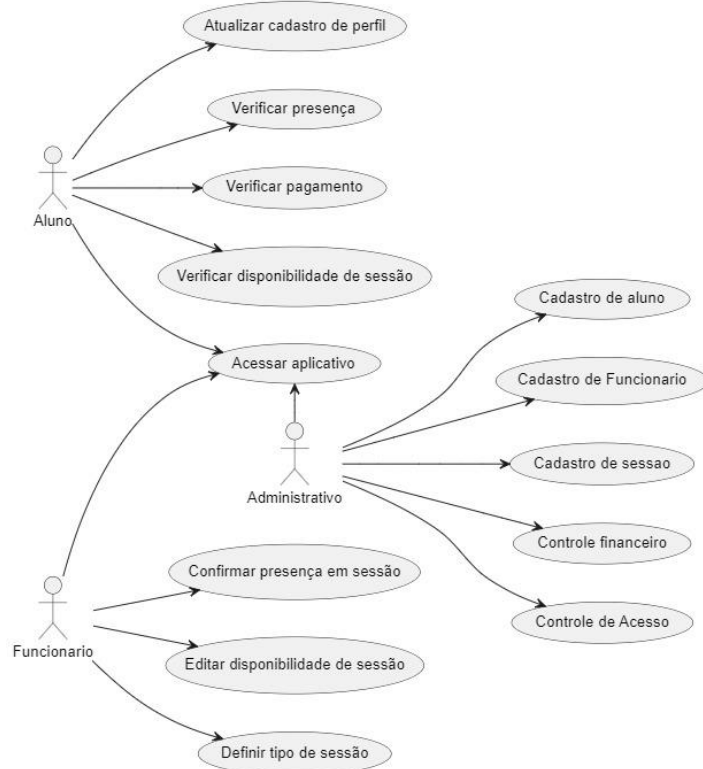 Atualizar cadastro de perfil
Verificar presença
Verificar pagamento
Aluno
Verificar disponibilidade de sessão
Cadastro de aluno
Acessar aplicativo
Cadastro de Funcionario
Cadastro de sessao
Administrativo
Controle financeiro
Confirmar presença em sessão
Controle de Acesso
Funcionario
Editar disponibilidade de sessão
Definir tipo de sessão